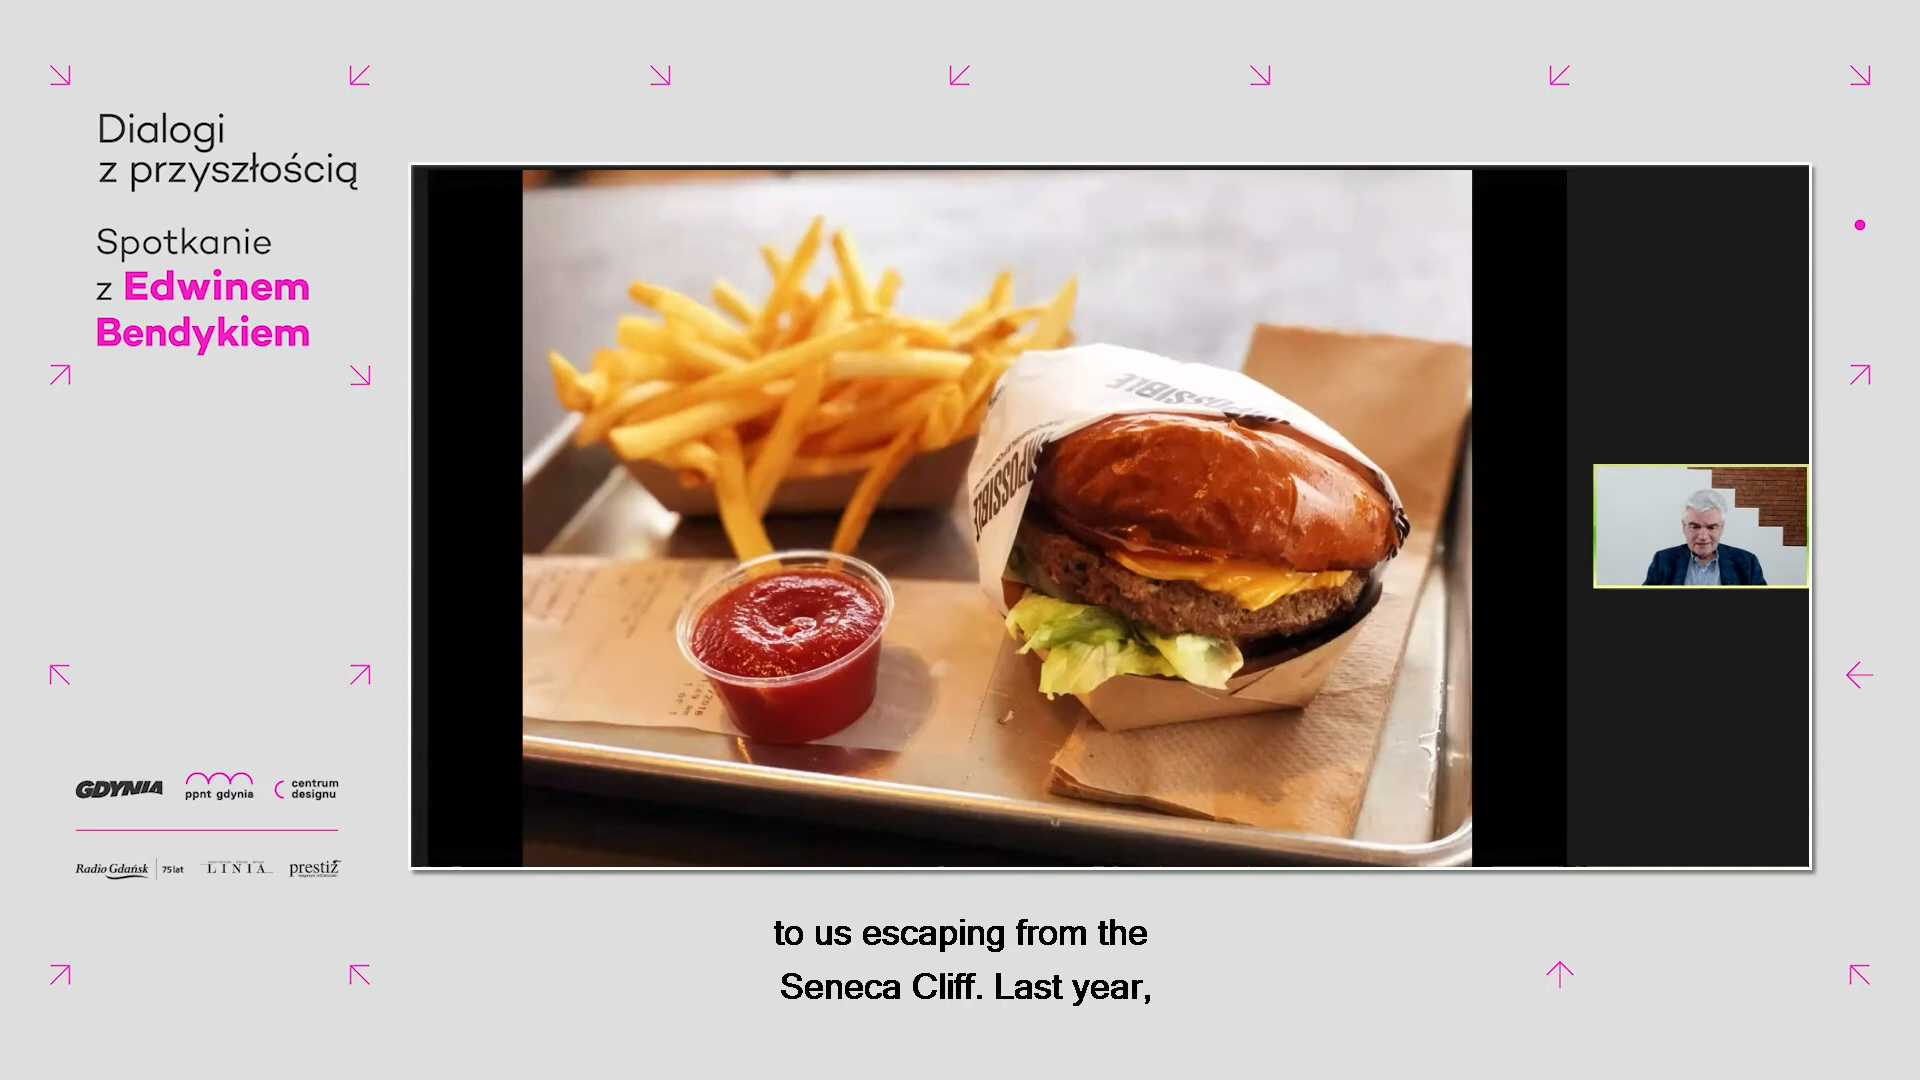 Dialogi
z przyszłością
Spotkanie
z Edwinem
Bendykiem
IMPOSSIBLE
IMPOSSIBLE
GDYNIA
ppnt gdynia
centrum
designu
Radio Gdańsk 75 lat
LINIA
prestiż
to us escaping from the
Seneca Cliff. Last year,